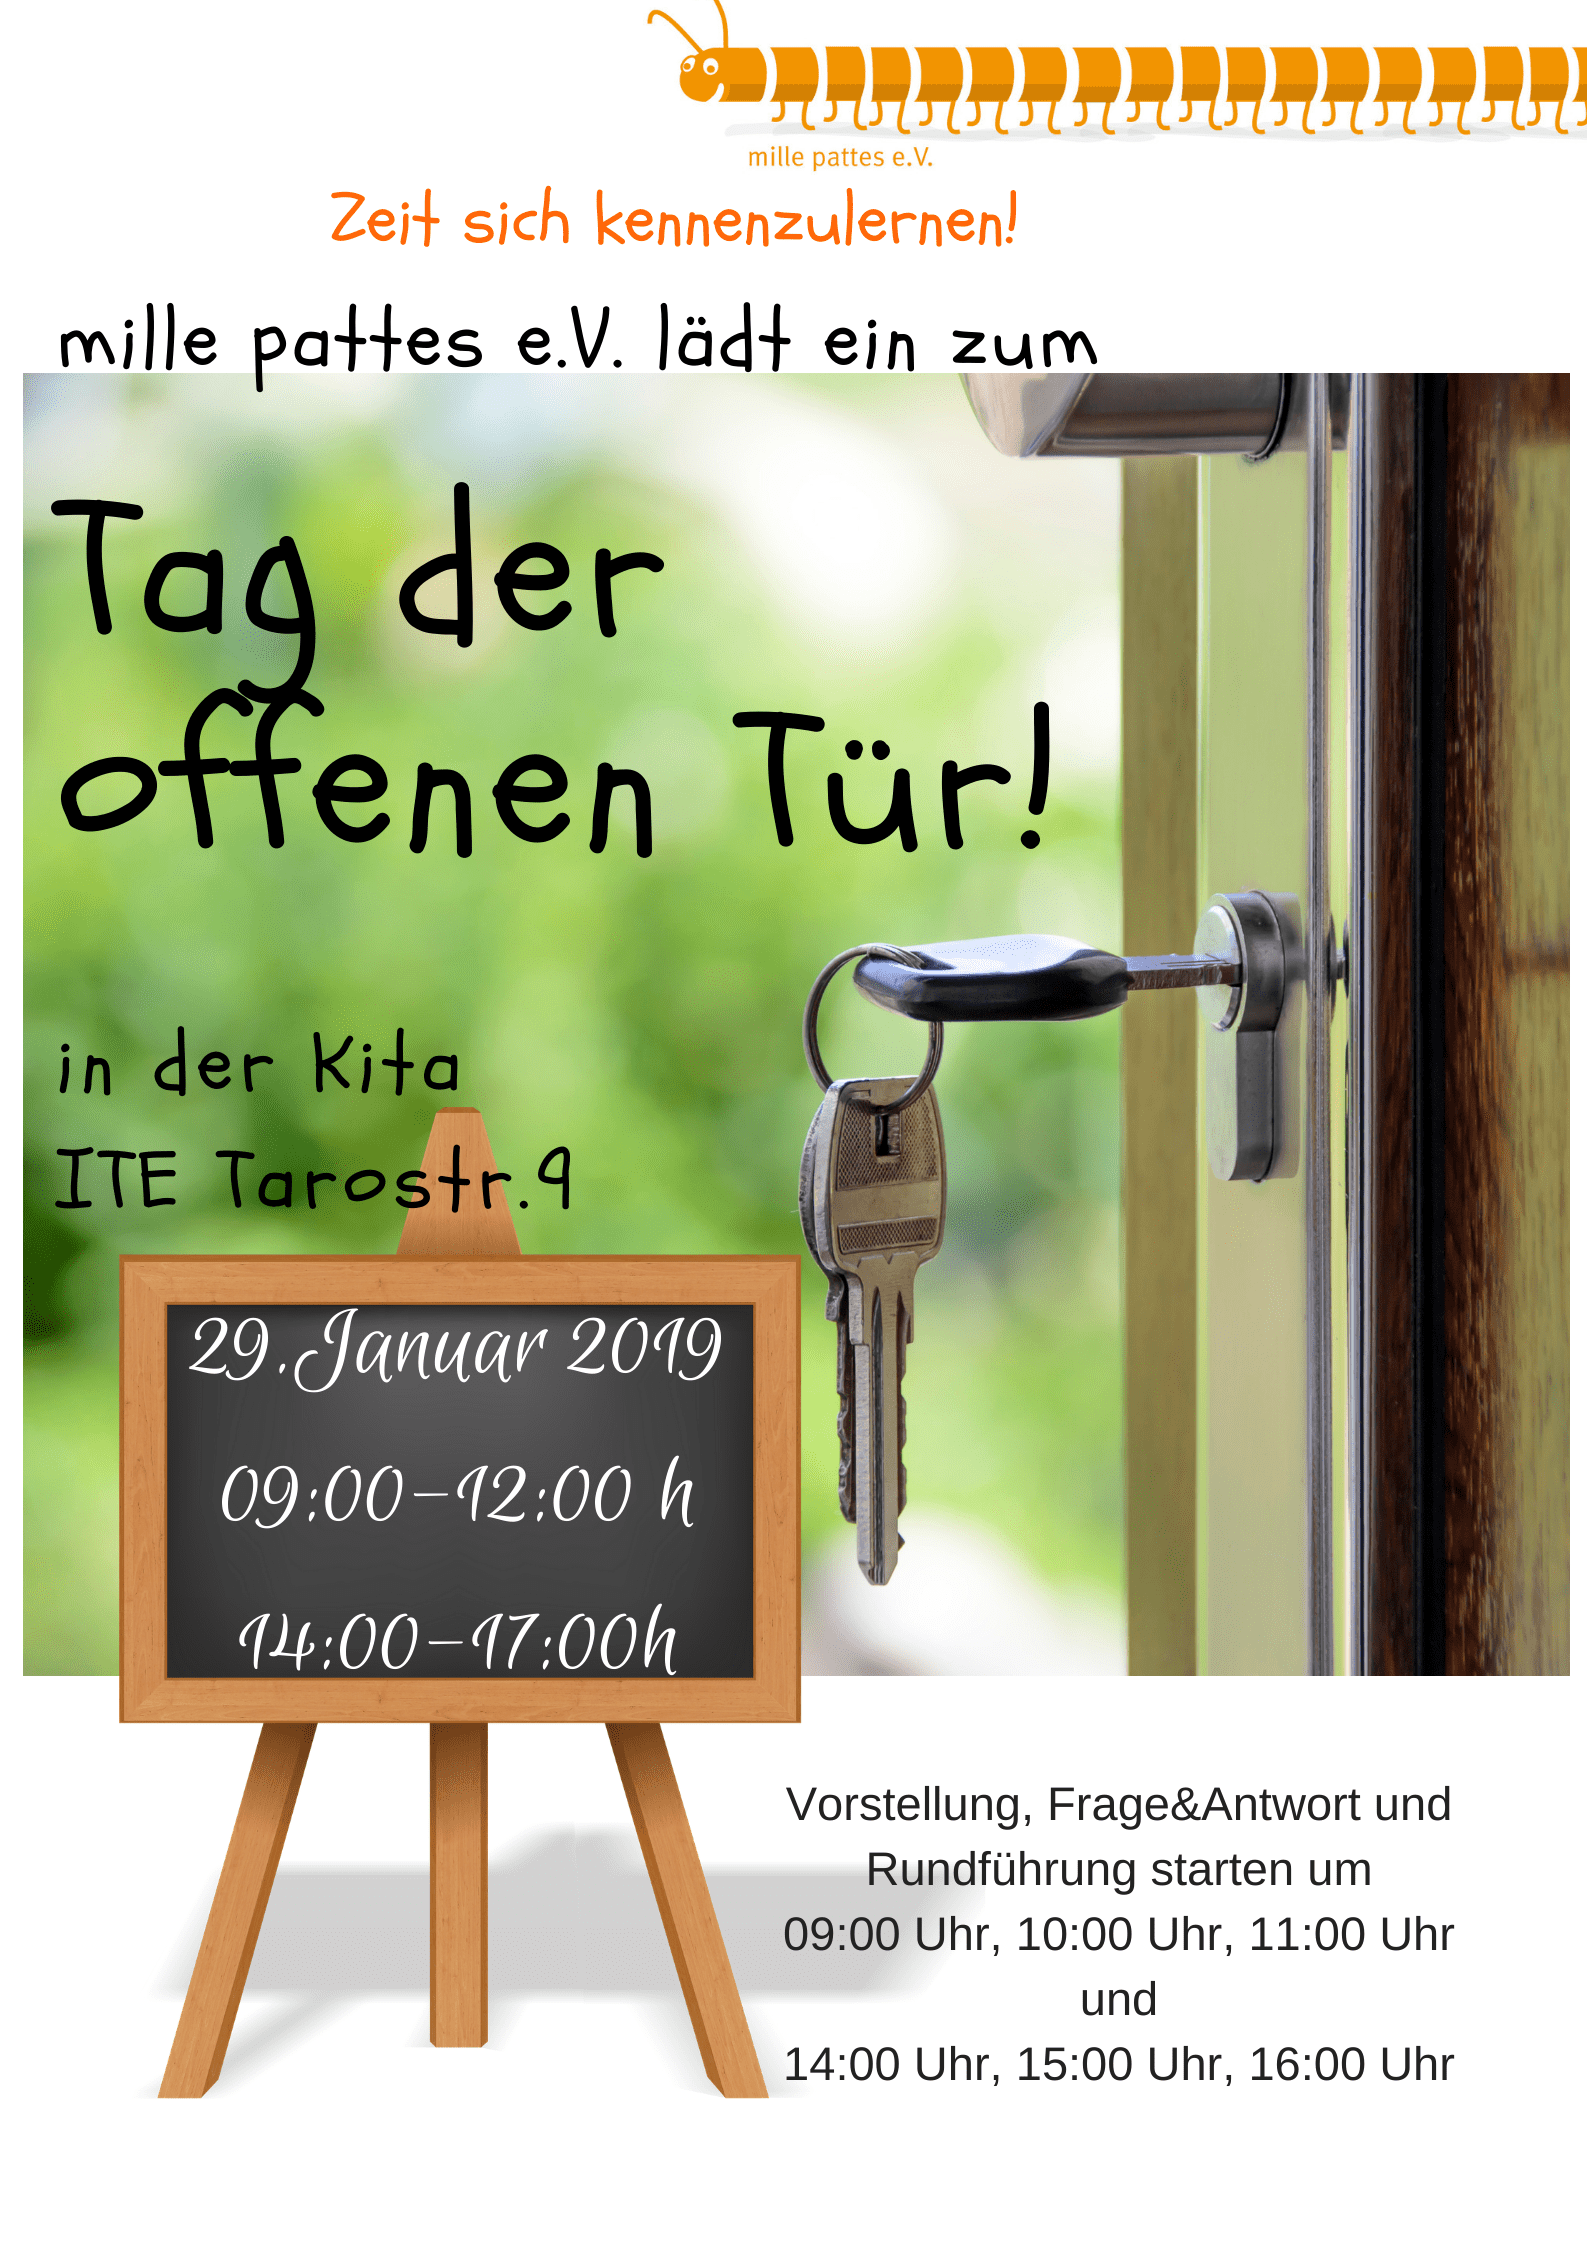 mille pattes e.V.
Zeit sich kennenzulernen!
mille pattes e.V. lädt ein zum
Tag der
offenen Tür!
in der Kita
ITE Tarostr.9
29.Januar 2019
09:00-12:00 h
14:00-17:00h
Vorstellung, Frage&Antwort und
Rundführung starten um
09:00 Uhr, 10:00 Uhr, 11:00 Uhr
und
14:00 Uhr, 15:00 Uhr, 16:00 Uhr